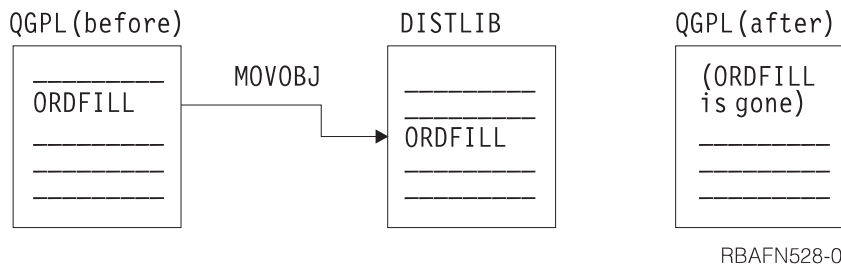 QGPL(before)
DISTLIB
QGPL(after)
MOVOBJ
ORDFILL
ORDFILL
(ORDFILL
is gone)
RBAFN528-0